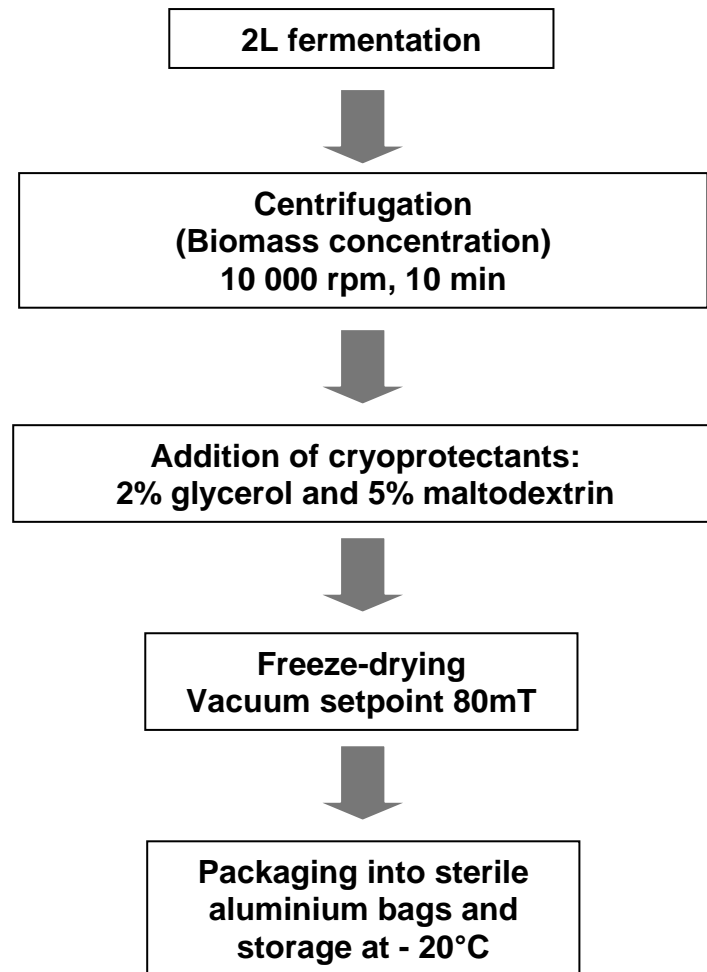 2L fermentation
Centrifugation
(Biomass concentration)
10 000 rpm, 10 min
Addition of cryoprotectants:
2% glycerol and 5% maltodextrin
Freeze-drying
Vacuum setpoint 80mT
Packaging into sterile
aluminium bags and
storage at - 20°C